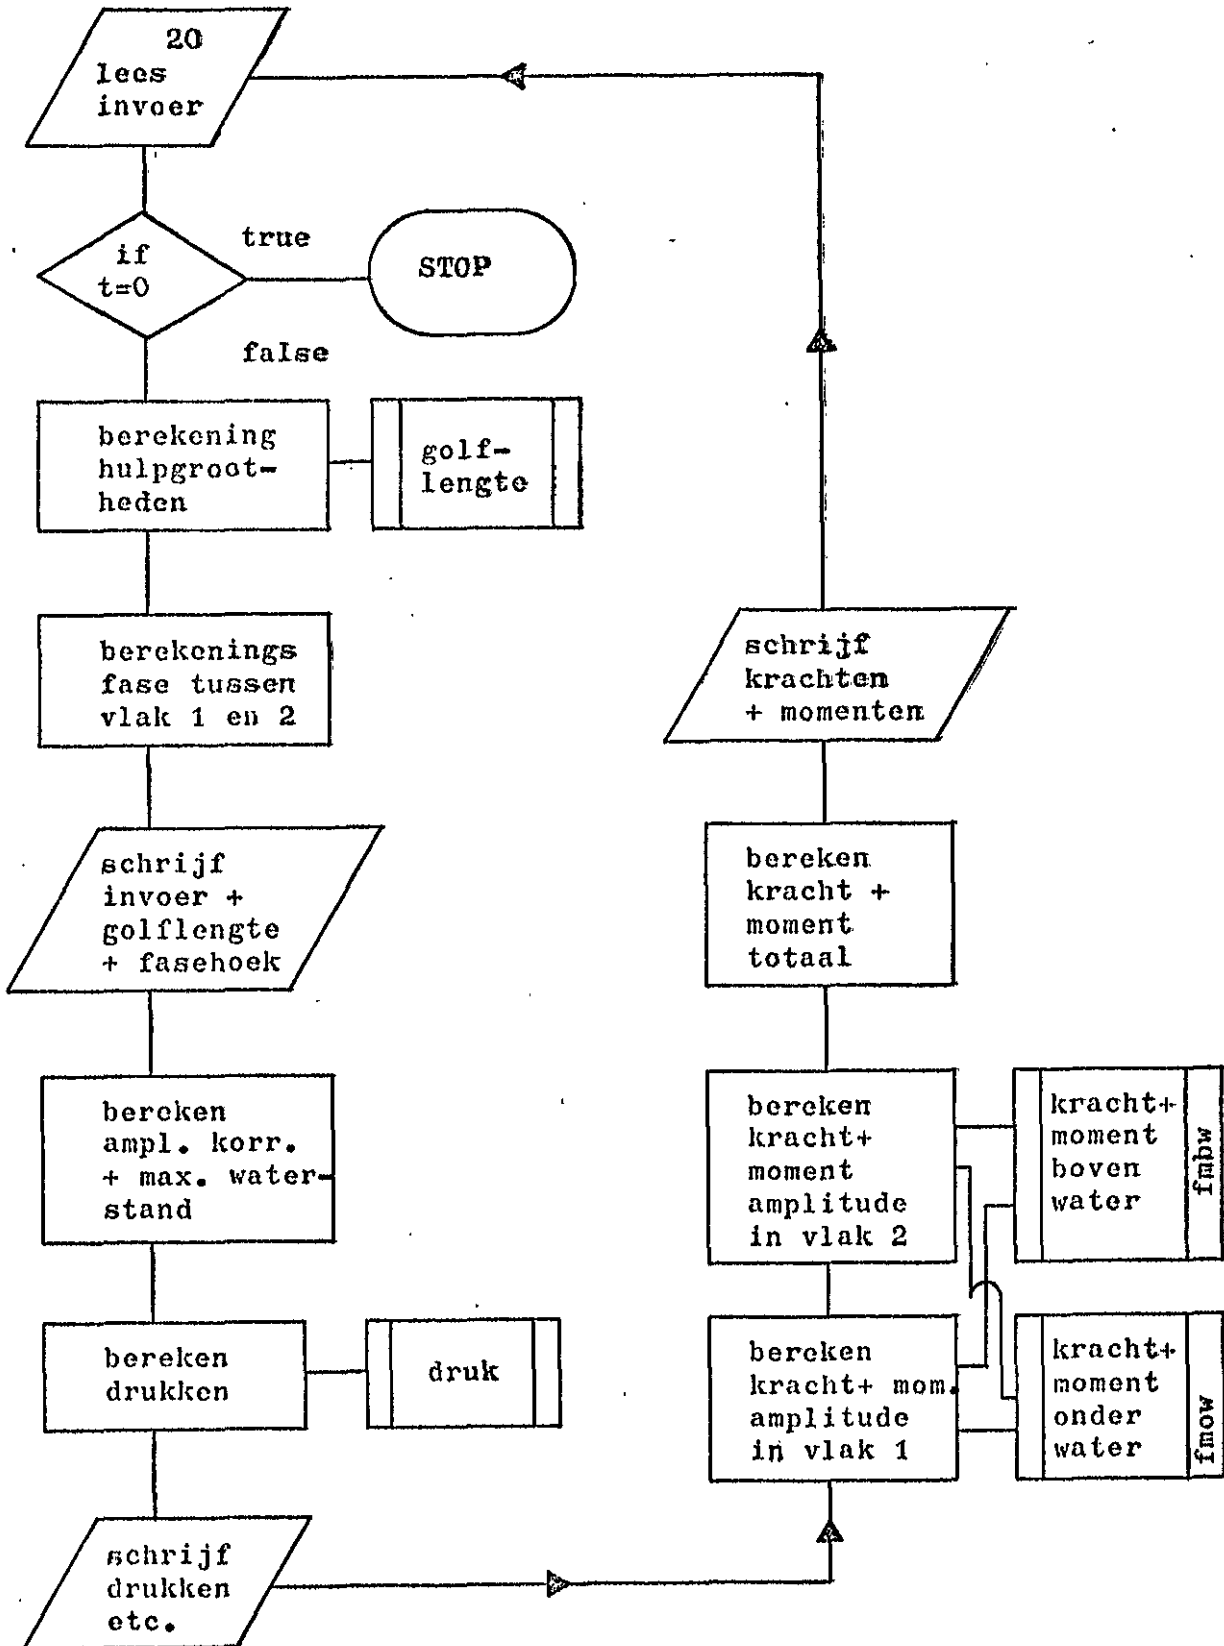 20
lees
invoer
if
t=0
true
STOP
false
berekening
hulpgroot-
heden
golf-
lengte
berekenings
fase tussen
vlak 1 en 2
schrijf
invoer +
golflengte
+ fasehoek
bereken
ampl. korr.
+ max. water-
stand
bereken
drukken
druk
schrijf
drukken
etc.
bereken
kracht+ mom.
amplitude
in vlak 1
kracht+
moment
onder
water
fmow
bereken
kracht+
moment
amplitude
in vlak 2
kracht+
moment
boven
water
fmbw
bereken
kracht +
moment
totaal
schrijf
krachten
+ momenten